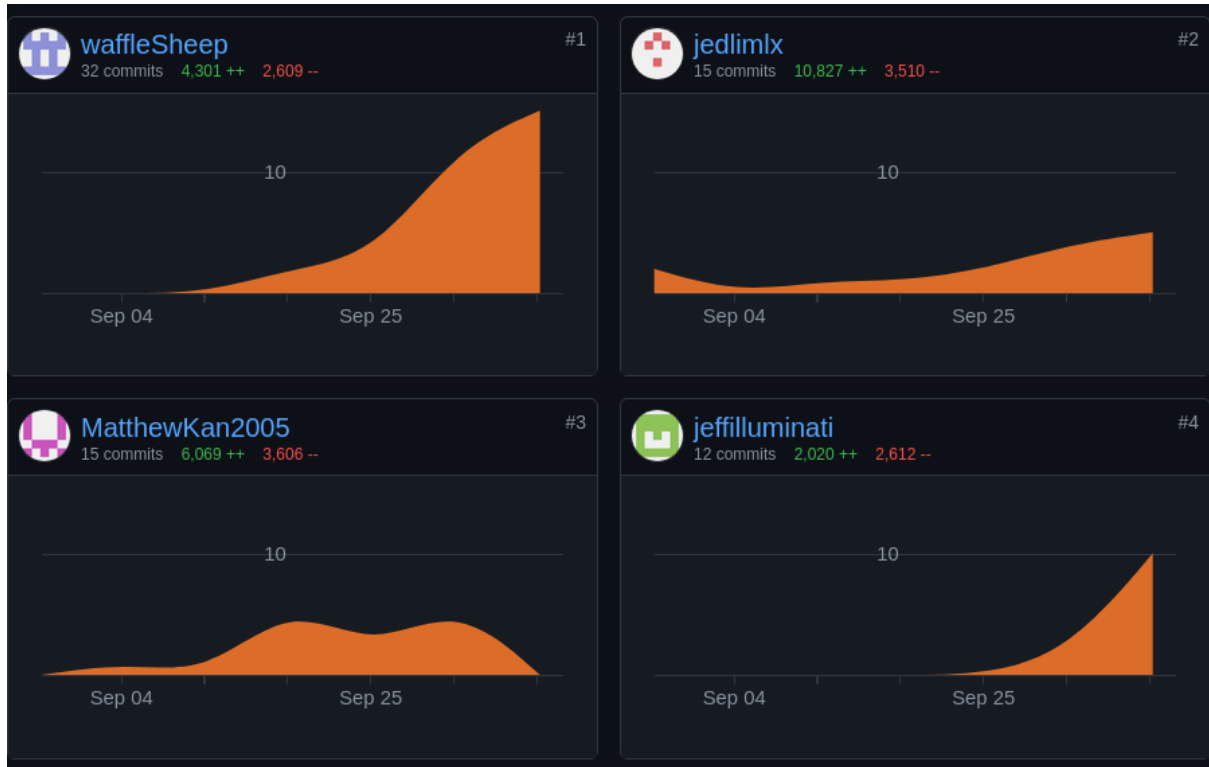 waffleSheep
#1
32 commits 4,301 ++ 2,609 --
10
Sep 04 Sep 25
jedlimlx
#2
15 commits 10,827 ++ 3,510 --
10
Sep 04 Sep 25
MatthewKan2005
#3
15 commits 6,069 ++ 3,606 --
10
Sep 04 Sep 25
jeffilluminati
#4
12 commits 2,020 ++ 2,612 --
10
Sep 04 Sep 25